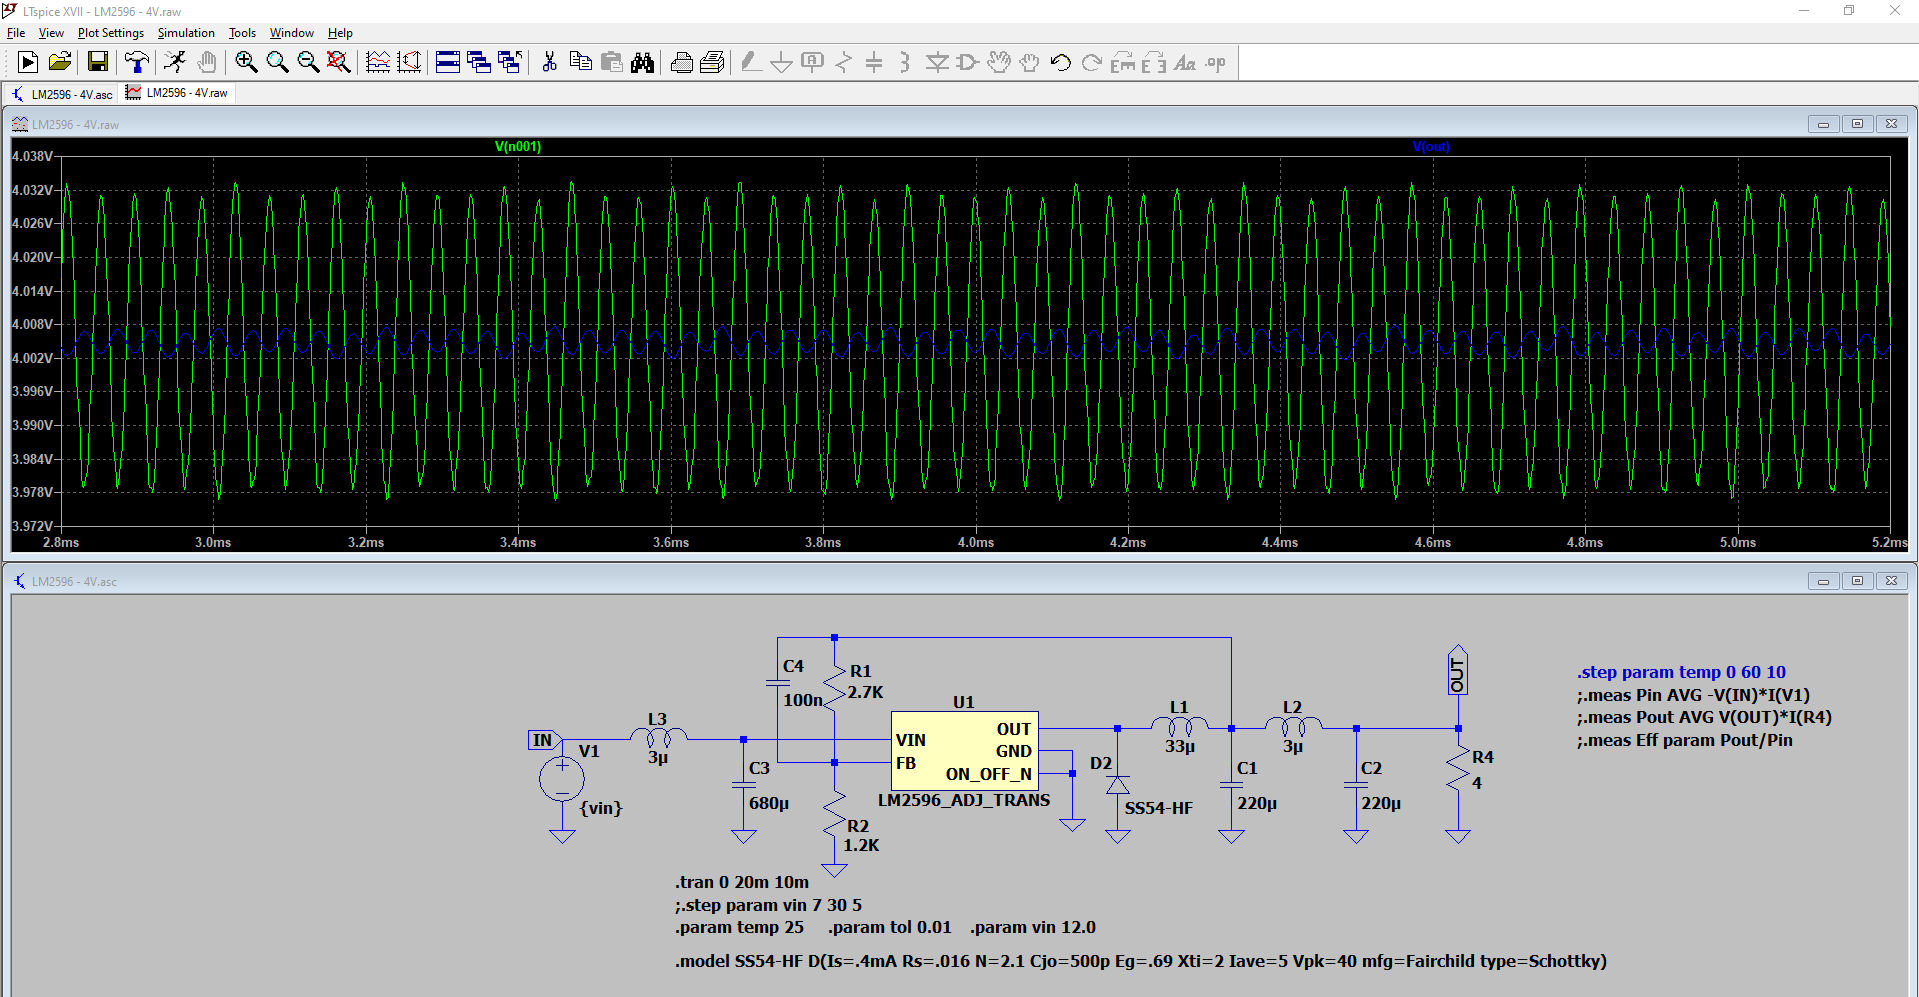 LTspice XVII - LM2596 - 4V.raw
File View Plot Settings Simulation Tools Window Help
LM2596 - 4V.asc LM2596 - 4V.raw
LM2596 - 4V.raw
V(n001) V(out)
4.038V
4.032V
4.026V
4.020V
4.014V
4.008V
4.002V
3.996V
3.990V
3.984V
3.978V
3.972V
2.8ms 3.0ms 3.2ms 3.4ms 3.6ms 3.8ms 4.0ms 4.2ms 4.4ms 4.6ms 4.8ms 5.0ms 5.2ms
LM2596 - 4V.asc
IN
V1
{vin}
L3
3µ
C3
680µ
C4
100n
R1
2.7K
R2
1.2K
U1
VIN
FB
OUT
GND
ON_OFF_N
LM2596_ADJ_TRANS
D2
SS54-HF
L1
33µ
C1
220µ
L2
3µ
C2
220µ
OUT
R4
4
.step param temp 0 60 10
;.meas Pin AVG -V(IN)*I(V1)
;.meas Pout AVG V(OUT)*I(R4)
;.meas Eff param Pout/Pin
.tran 0 20m 10m
;.step param vin 7 30 5
.param temp 25 .param tol 0.01 .param vin 12.0
.model SS54-HF D(Is=.4mA Rs=.016 N=2.1 Cjo=500p Eg=.69 Xti=2 Iave=5 Vpk=40 mfg=Fairchild type=Schottky)